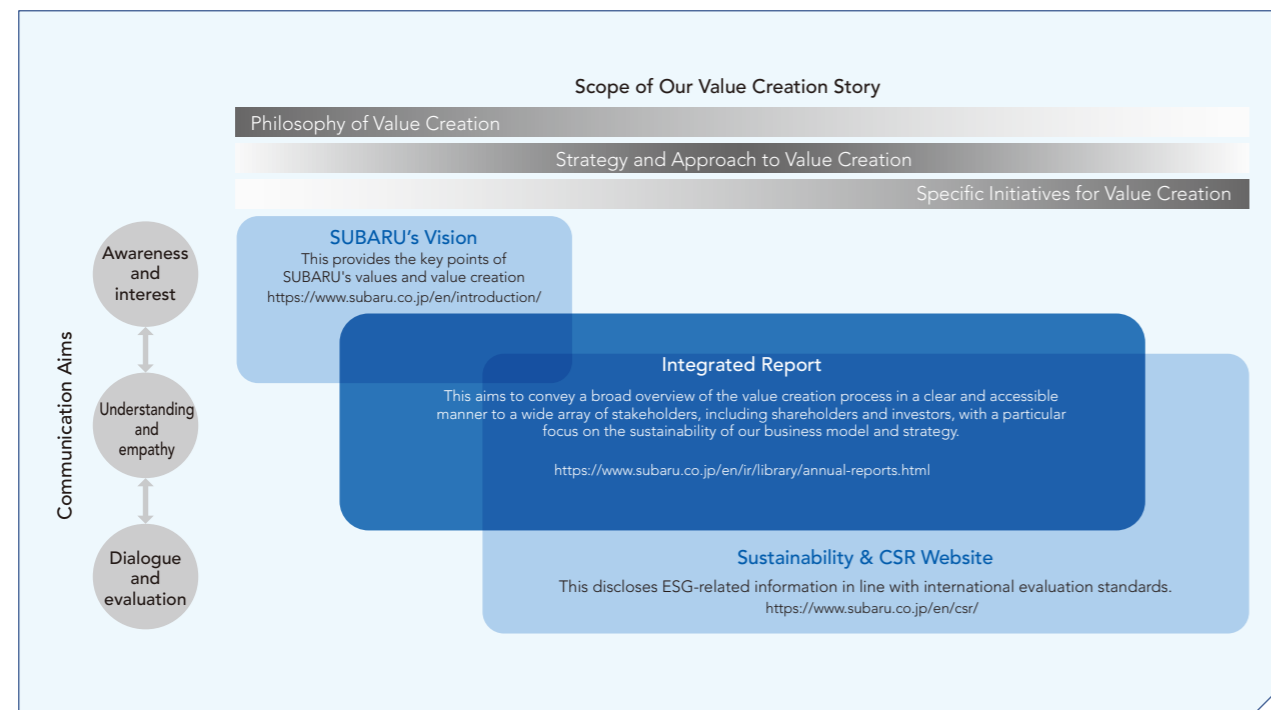 Scope of Our Value Creation Story
Philosophy of Value Creation
Strategy and Approach to Value Creation
Specific Initiatives for Value Creation
Communication Aims
Awareness
and
interest
Understanding
and
empathy
Dialogue
and
evaluation
SUBARU's Vision
This provides the key points of
SUBARU's values and value creation
https://www.subaru.co.jp/en/introduction/
Integrated Report
This aims to convey a broad overview of the value creation process in a clear and accessible
manner to a wide array of stakeholders, including shareholders and investors, with a particular
focus on the sustainability of our business model and strategy.
https://www.subaru.co.jp/en/ir/library/annual-reports.html
Sustainability & CSR Website
This discloses ESG-related information in line with international evaluation standards.
https://www.subaru.co.jp/en/csr/